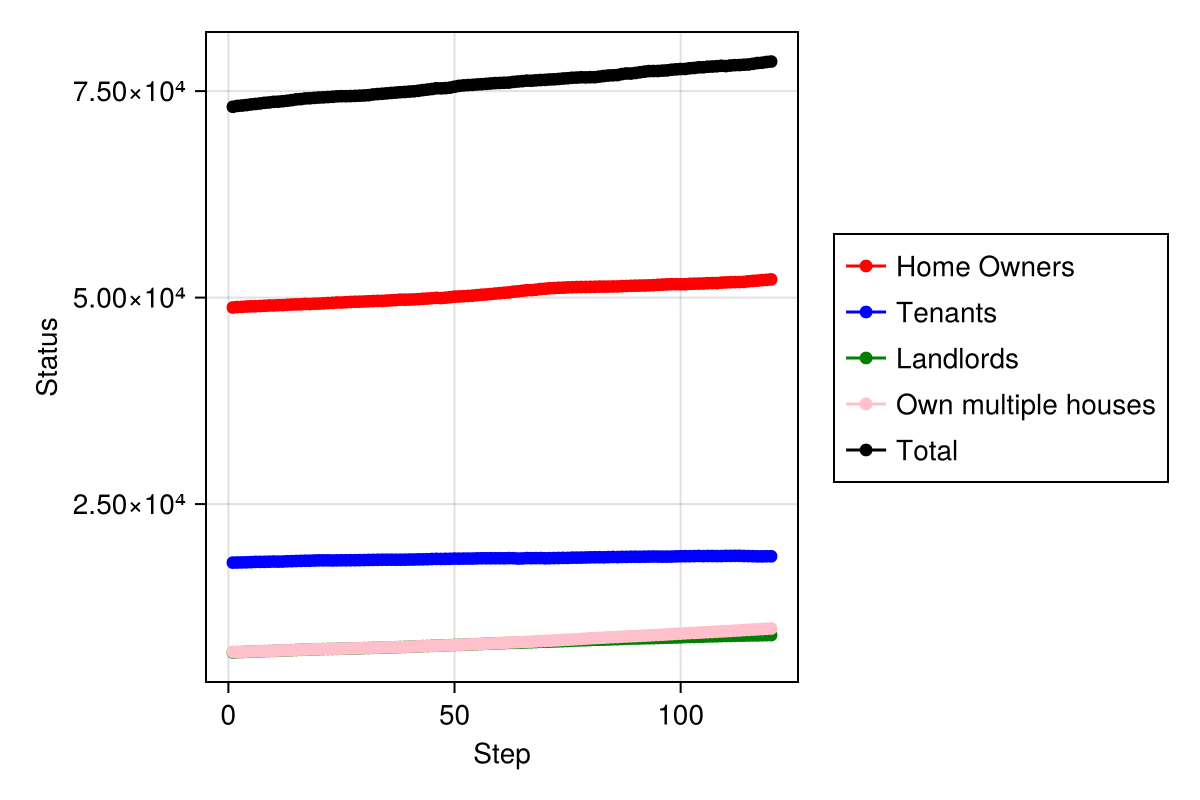 7.50×10⁴
5.00×10⁴
2.50×10⁴
Status
0 50 100
Step
Home Owners
Tenants
Landlords
Own multiple houses
Total